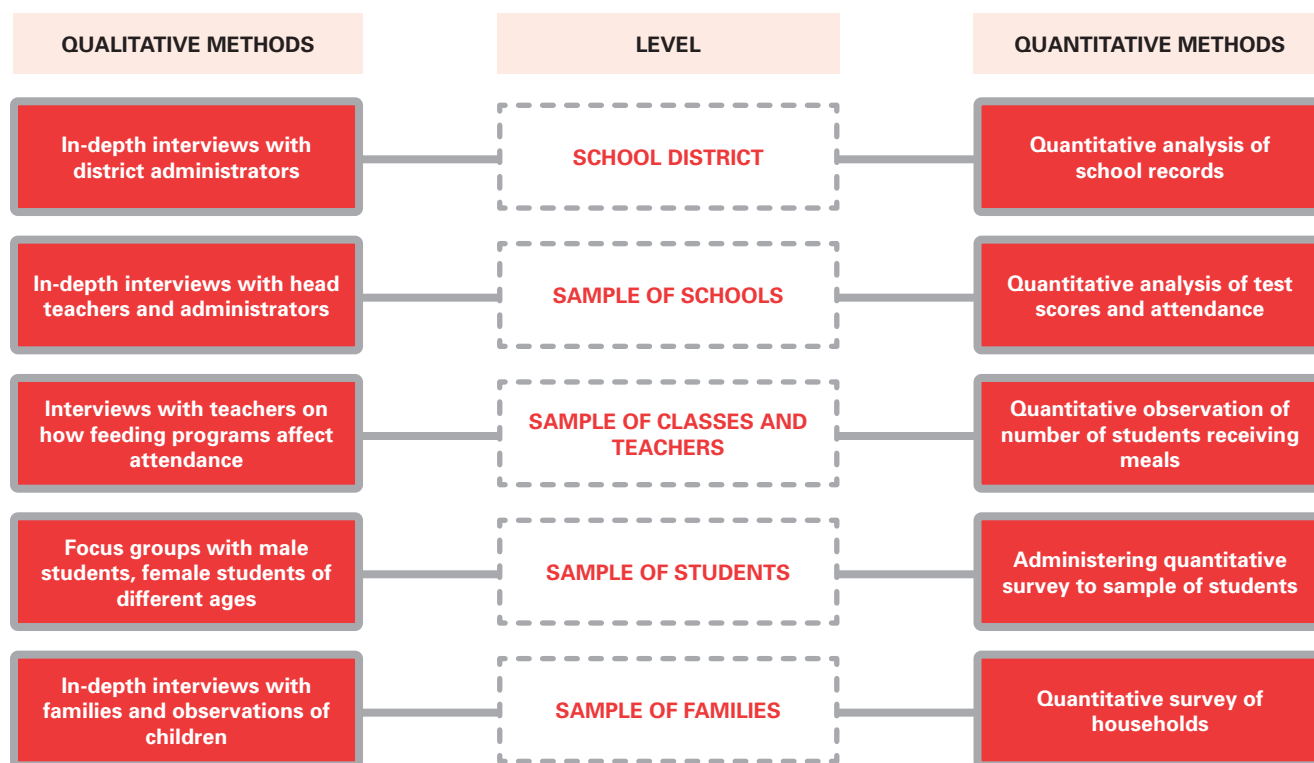 QUALITATIVE METHODS
LEVEL
QUANTITATIVE METHODS
In-depth interviews with
district administrators
SCHOOL DISTRICT
Quantitative analysis of
school records
In-depth interviews with head
teachers and administrators
SAMPLE OF SCHOOLS
Quantitative analysis of test
scores and attendance
Interviews with teachers on
how feeding programs affect
attendance
SAMPLE OF CLASSES AND
TEACHERS
Quantitative observation of
number of students receiving
meals
Focus groups with male
students, female students of
different ages
SAMPLE OF STUDENTS
Administering quantitative
survey to sample of students
In-depth interviews with
families and observations of
children
SAMPLE OF FAMILIES
Quantitative survey of
households